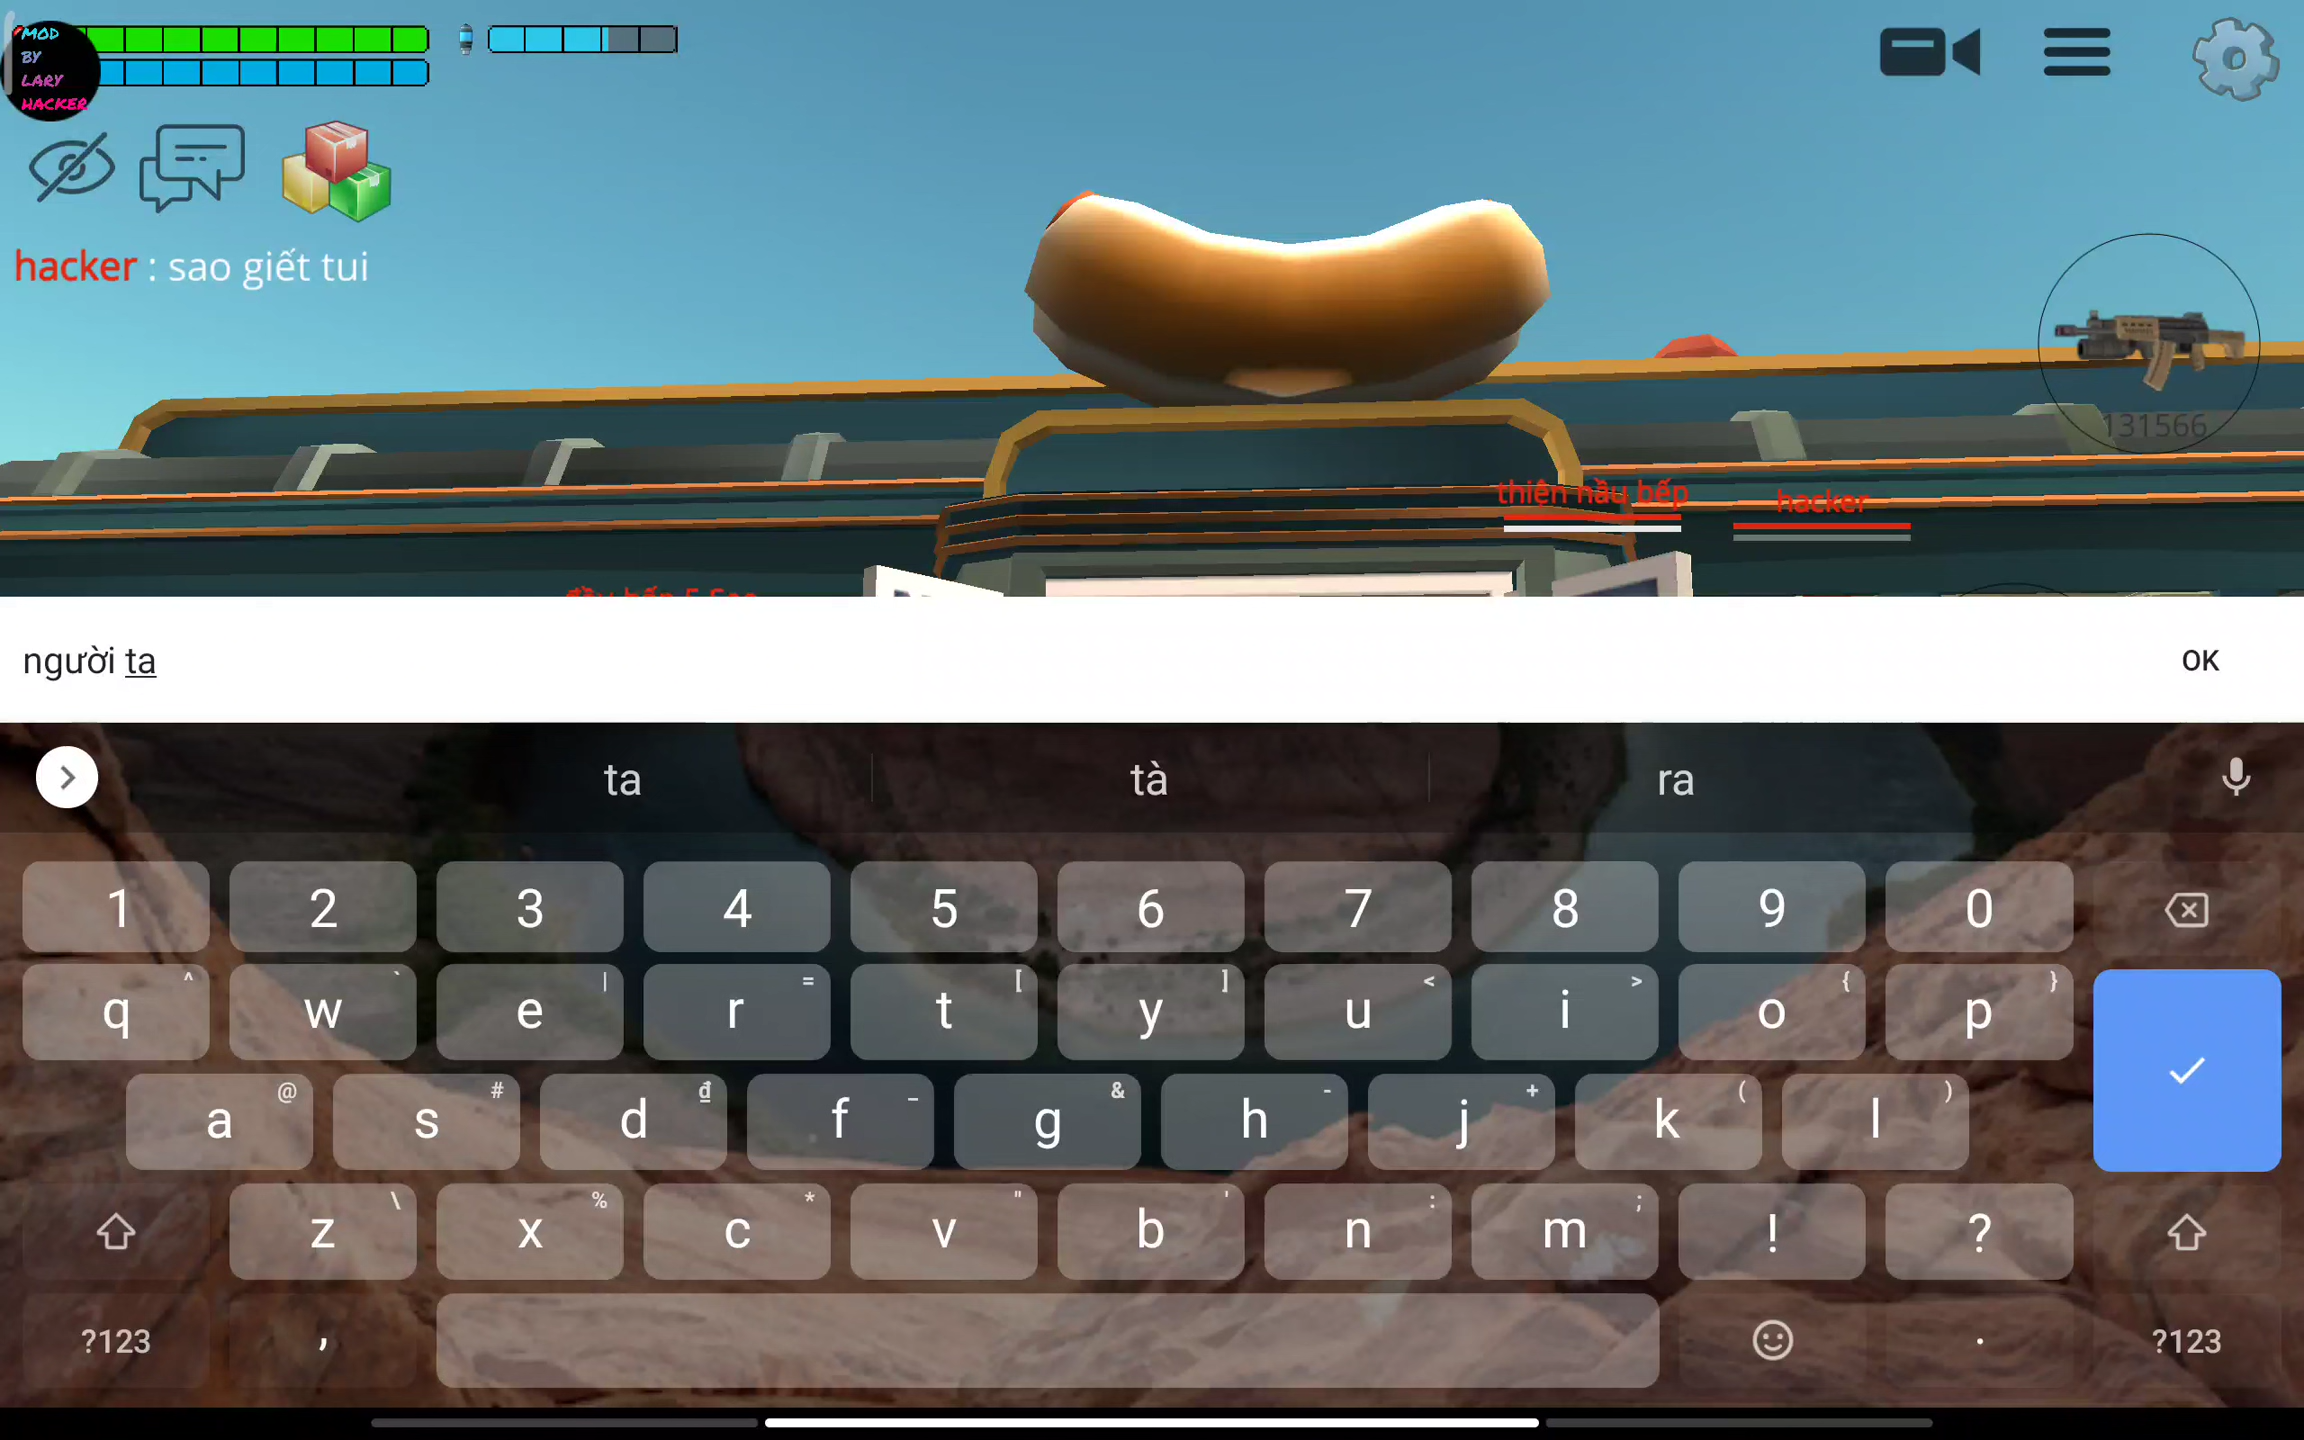 MOD
BY
LARY
HACKER
hacker : sao giết tui
131566
thiện nầu bếp
hacker
người ta
OK
ta tà ra
1 2 3 4 5 6 7 8 9 0
q ^ w ` e | r = t [ y ] u < i > o { p }
a @ s # d đ f _ g & h - j + k ( l )
z \ x % c * v " b ' n : m ; ! ?
?123 , . ?123